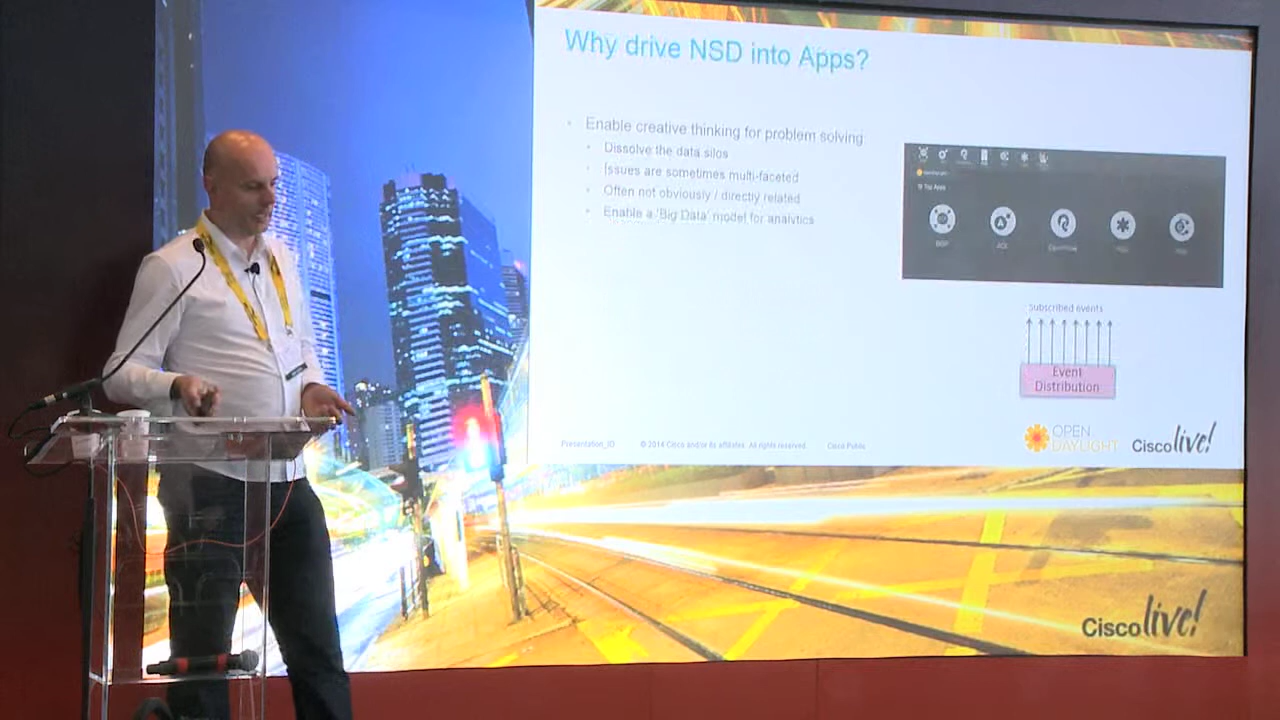 Why drive NSD into Apps?
Enable creative thinking for problem solving
Dissolve the data silos
Issues are sometimes multi-faceted
Often not obviously / directly related
Enable a 'Big Data' model for analytics
Top Apps
BGP
ACI
OpenFlow
Subscribed events
Event
Distribution
Presentation_ID © 2014 Cisco and/or its affiliates. All rights reserved. Cisco Public
OPEN
DAYLIGHT
Cisco live!
Cisco live!